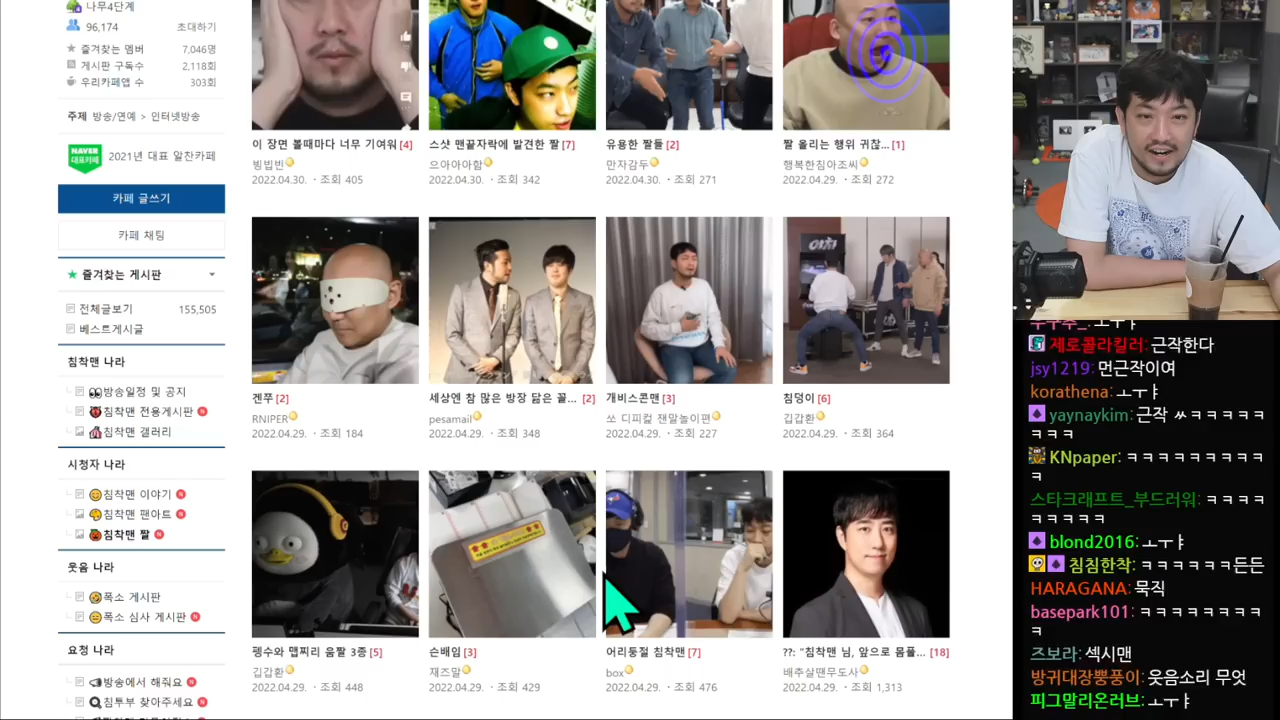 나무4단계
96,174 초대하기
즐겨찾는 멤버 7,046명
게시판 구독수 2,118회
우리카페앱 수 303회
주제 방송/연예 > 인터넷방송
NAVER
대표카페
2021년 대표 알찬카페
카페 글쓰기
카페 채팅
즐겨찾는 게시판
전체글보기 155,505
베스트게시글
침착맨 나라
방송일정 및 공지
침착맨 전용게시판 N
침착맨 갤러리
시청자 나라
침착맨 이야기 N
침착맨 팬아트 N
침착맨 짤 N
웃음 나라
폭소 게시판
폭소 심사 게시판 N
요청 나라
방송에서 해줘요 N
침투부 찾아주세요 N
이 장면 볼때마다 너무 기여워 [4]
빙빕빈
2022.04.30. · 조회 405
스샷 맨끝자락에 발견한 짤 [7]
으아아아함
2022.04.30. · 조회 342
유용한 짤들 [2]
만자감두
2022.04.30. · 조회 271
짤 올리는 행위 귀찮... [1]
행복한침아조씨
2022.04.29. · 조회 272
겐쭈 [2]
RNIPER
2022.04.29. · 조회 184
세상엔 참 많은 방장 닮은 꼴... [2]
pesamail
2022.04.29. · 조회 348
개비스콘맨 [3]
쏘 디피컬 잰말놀이편
2022.04.29. · 조회 227
침덩이 [6]
김갑환
2022.04.29. · 조회 364
펭수와 맵찌리 움짤 3종 [5]
김갑환
2022.04.29. · 조회 448
슨배임 [3]
재즈말
2022.04.29. · 조회 429
어리둥절 침착맨 [7]
box
2022.04.29. · 조회 476
??: "침착맨 님, 앞으로 몸플... [18]
배추살땐무도사
2022.04.29. · 조회 1,313
제로콜라킬러: 근작한다
jsy1219: 먼근작이여
korathena: ㅗㅜㅑ
yaynaykim: 근작 ㅆㅋㅋㅋㅋㅋ
ㅋㅋㅋㅋ
KNpaper: ㅋㅋㅋㅋㅋㅋㅋㅋㅋ
ㅋ
스타크래프트_부드러워: ㅋㅋㅋㅋ
ㅋㅋㅋㅋㅋㅋ
blond2016: ㅗㅜㅑ
침침한착: ㅋㅋㅋㅋㅋㅋ든든
HARAGANA: 묵직
basepark101: ㅋㅋㅋㅋㅋㅋㅋㅋ
ㅋ
즈보라: 섹시맨
방귀대장뿡풍이: 웃음소리 무엇
피그말리온러브: ㅗㅜㅑ